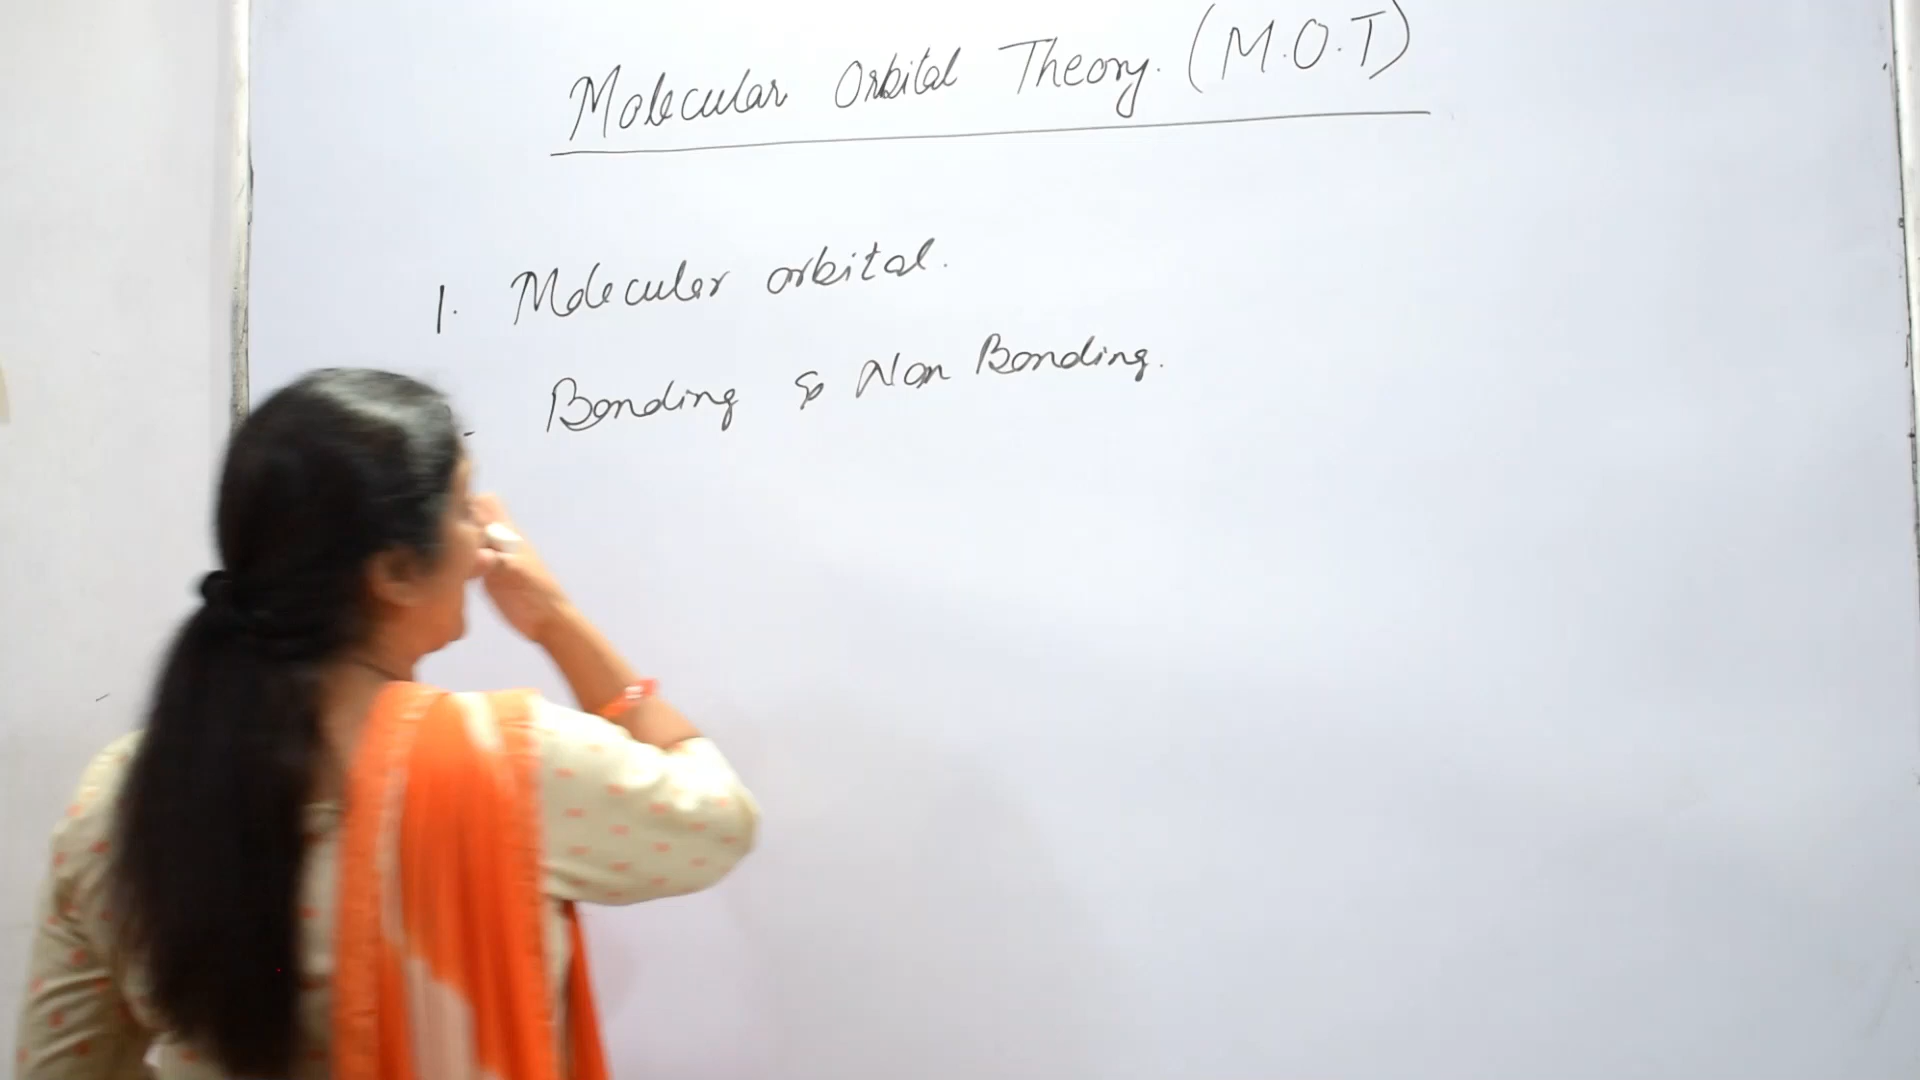 Molecular Orbital Theory. (M.O.T)
1. Molecular orbital.
Bonding & Non Bonding.